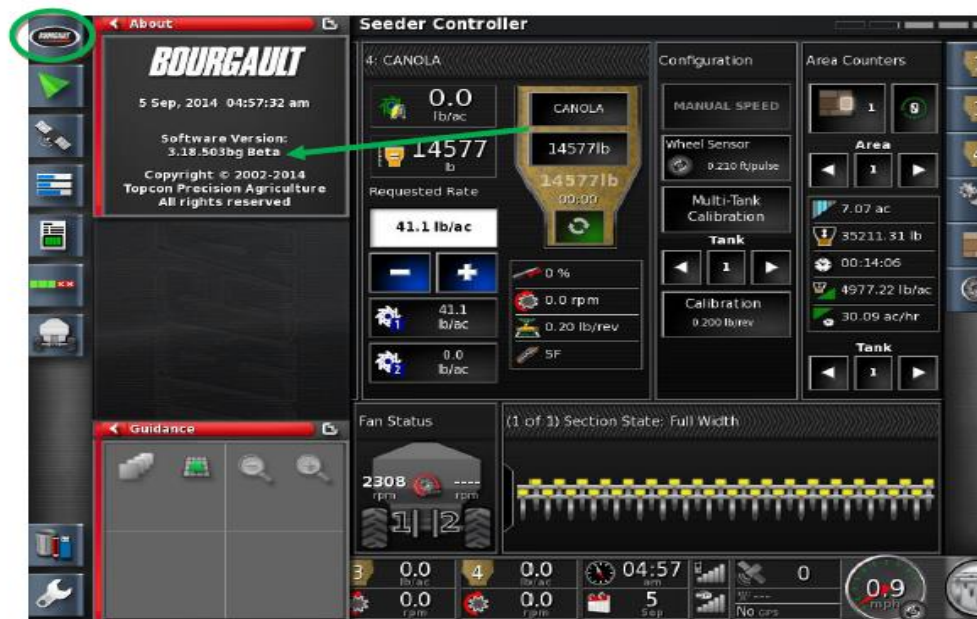 BOURGAULT
About
BOURGAULT
5 Sep, 2014 04:57:32 am
Software Version:
3.18.503bg Beta
Copyright © 2002-2014
Topcon Precision Agriculture
All rights reserved
Guidance
Seeder Controller
4: CANOLA
0.0
lb/ac
14577
lb
Requested Rate
41.1 lb/ac
1
41.1
lb/ac
2
0.0
lb/ac
CANOLA
14577lb
14577lb
00:00
0 %
0.0 rpm
0.20 lb/rev
SF
Configuration
MANUAL SPEED
Wheel Sensor
0.210 ft/pulse
Multi-Tank
Calibration
Tank
1
Calibration
0.200 lb/rev
Area Counters
1
Area
1
7.07 ac
35211.31 lb
00:14:06
4977.22 lb/ac
30.09 ac/hr
Tank
1
Fan Status
2308
rpm
----
rpm
1 2
(1 of 1) Section State: Full Width
3 0.0 4 0.0 04:57 0
lb/ac lb/ac am
0.0 0.0 5 No GPS
rpm rpm Sep
0.9
mph